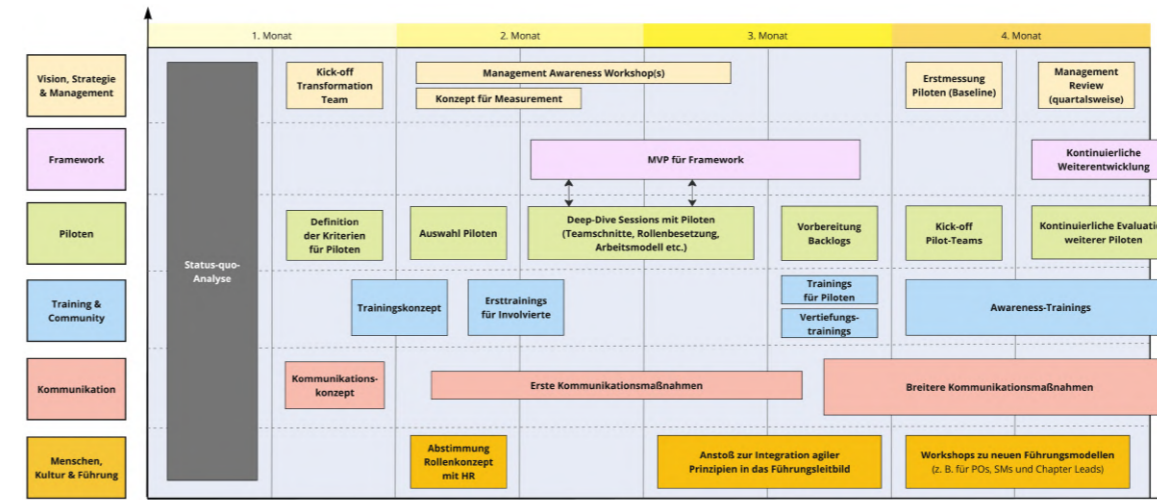 1. Monat
2. Monat
3. Monat
4. Monat
Vision, Strategie
& Management
Kick-off
Transformation
Team
Management Awareness Workshop(s)
Konzept für Measurement
Erstmessung
Piloten (Baseline)
Management
Review
(quartalsweise)
Framework
MVP für Framework
Kontinuierliche
Weiterentwicklung
Piloten
Definition
der Kriterien
für Piloten
Auswahl Piloten
Deep-Dive Sessions mit Piloten
(Teamschnitte, Rollenbesetzung,
Arbeitsmodell etc.)
Vorbereitung
Backlogs
Kick-off
Pilot-Teams
Kontinuierliche Evaluati
weiterer Piloten
Status-quo-
Analyse
Training &
Community
Trainingskonzept
Ersttrainings
für Involvierte
Trainings
für Piloten
Vertiefungs-
trainings
Awareness-Trainings
Kommunikation
Kommunikations-
konzept
Erste Kommunikationsmaßnahmen
Breitere Kommunikationsmaßnahmen
Menschen,
Kultur & Führung
Abstimmung
Rollenkonzept
mit HR
Anstoß zur Integration agiler
Prinzipien in das Führungsleitbild
Workshops zu neuen Führungsmodellen
(z. B. für POs, SMs und Chapter Leads)